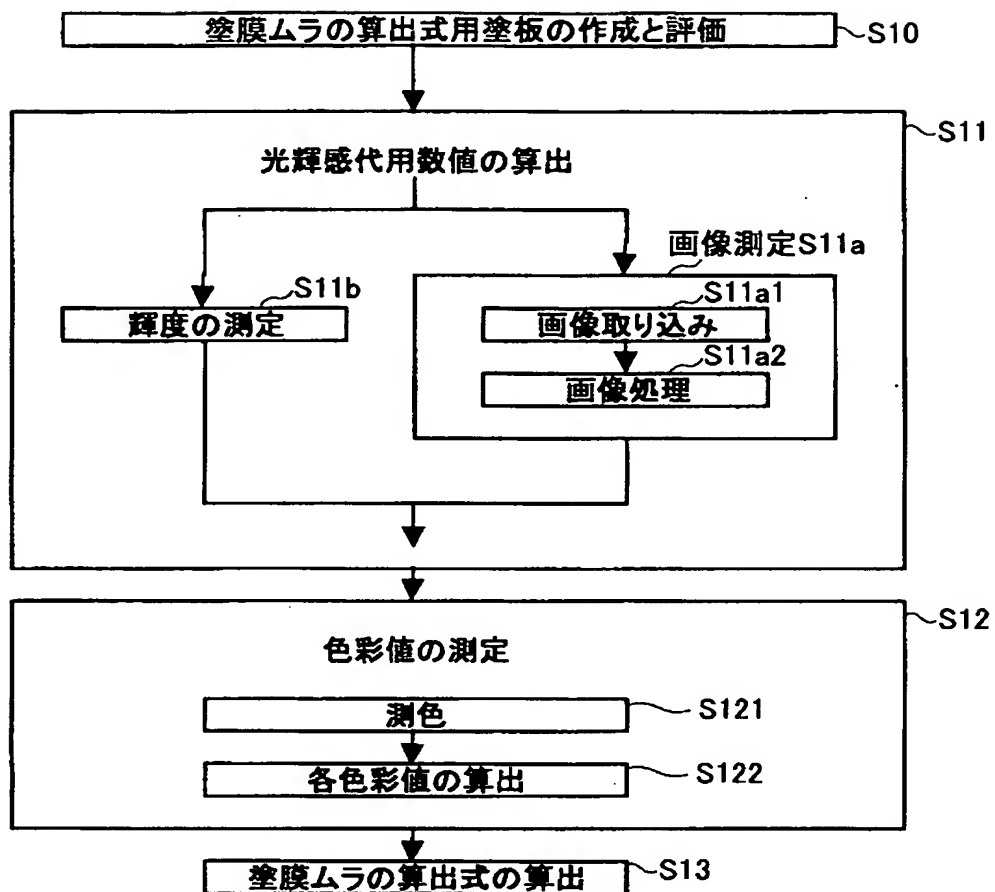 塗膜ムラの算出式用塗板の作成と評価
S10
S11
光輝感代用数値の算出
画像測定S11a
S11b
輝度の測定
S11a1
画像取り込み
S11a2
画像処理
S12
色彩値の測定
測色
S121
各色彩値の算出
S122
塗膜ムラの算出式の算出
S13